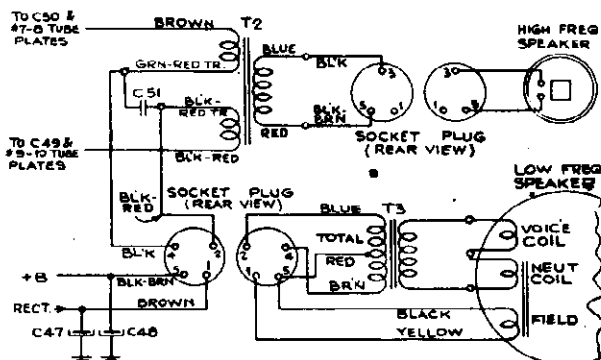 TO C50 &
#7-8 TUBE
PLATES
BROWN
T2
GRN-RED TR.
C51
BLK-
RED TR.
BLUE
BLK
BLK-
BRN
RED
3
5
1
3
1
5
SOCKET PLUG
(REAR VIEW)
HIGH FREQ
SPEAKER
TO C49 &
#9-10 TUBE
PLATES
BLK-RED
BLK-
RED
SOCKET PLUG
(REAR VIEW)
BLK
4
2
5
1
2
4
1
5
+B
BLK-BRN
RECT.
BROWN
C47
C48
BLUE
T3
TOTAL
RED
BRN
BLACK
YELLOW
LOW FREQ
SPEAKER
VOICE
COIL
NEUT
COIL
FIELD